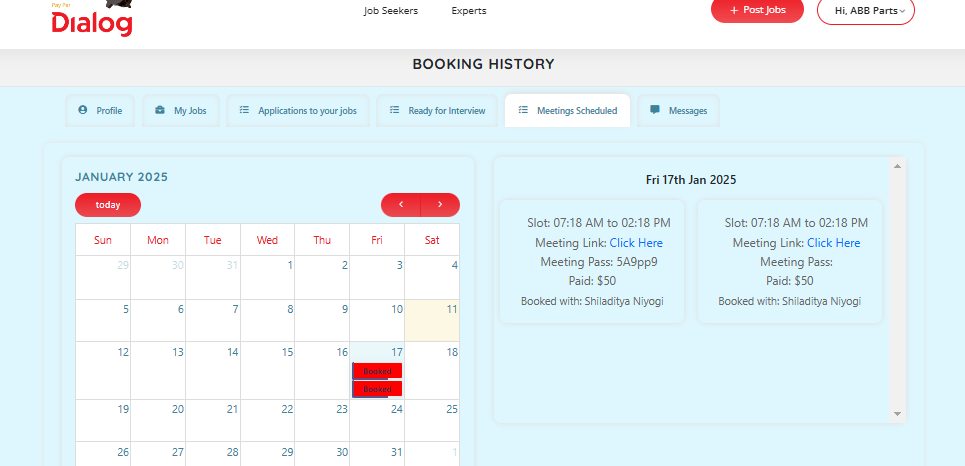 Pay Per
Dialog
Job Seekers
Experts
+ Post Jobs
Hi, ABB Parts
BOOKING HISTORY
Profile
My Jobs
Applications to your jobs
Ready for Interview
Meetings Scheduled
Messages
JANUARY 2025
today
< >
Sun Mon Tue Wed Thu Fri Sat
29 30 31 1 2 3 4
5 6 7 8 9 10 11
12 13 14 15 16 17 18
Booked
Booked
19 20 21 22 23 24 25
26 27 28 29 30 31 1
Fri 17th Jan 2025
Slot: 07:18 AM to 02:18 PM
Meeting Link: Click Here
Meeting Pass: 5A9pp9
Paid: $50
Booked with: Shiladitya Niyogi
Slot: 07:18 AM to 02:18 PM
Meeting Link: Click Here
Meeting Pass:
Paid: $50
Booked with: Shiladitya Niyogi